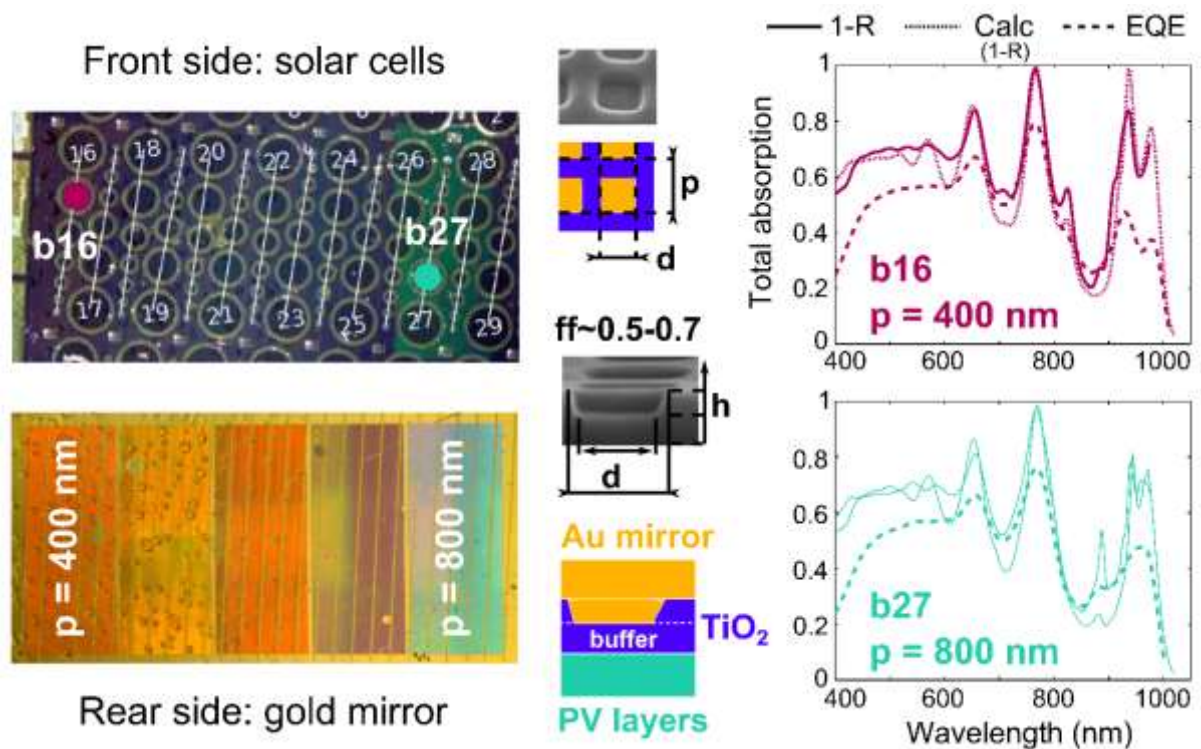 Front side: solar cells
16 18 20 22 24 26 28
b16
b27
17 19 21 23 25 27 29
p = 400 nm
p = 800 nm
Rear side: gold mirror
p
d
ff~0.5-0.7
h
d
Au mirror
buffer
TiO2
PV layers
1-R Calc EQE
(1-R)
Total absorption
1
0.8
0.6
0.4
0.2
0
b16
p = 400 nm
400 600 800 1000
1
0.8
0.6
0.4
0.2
0
b27
p = 800 nm
400 600 800 1000
Wavelength (nm)